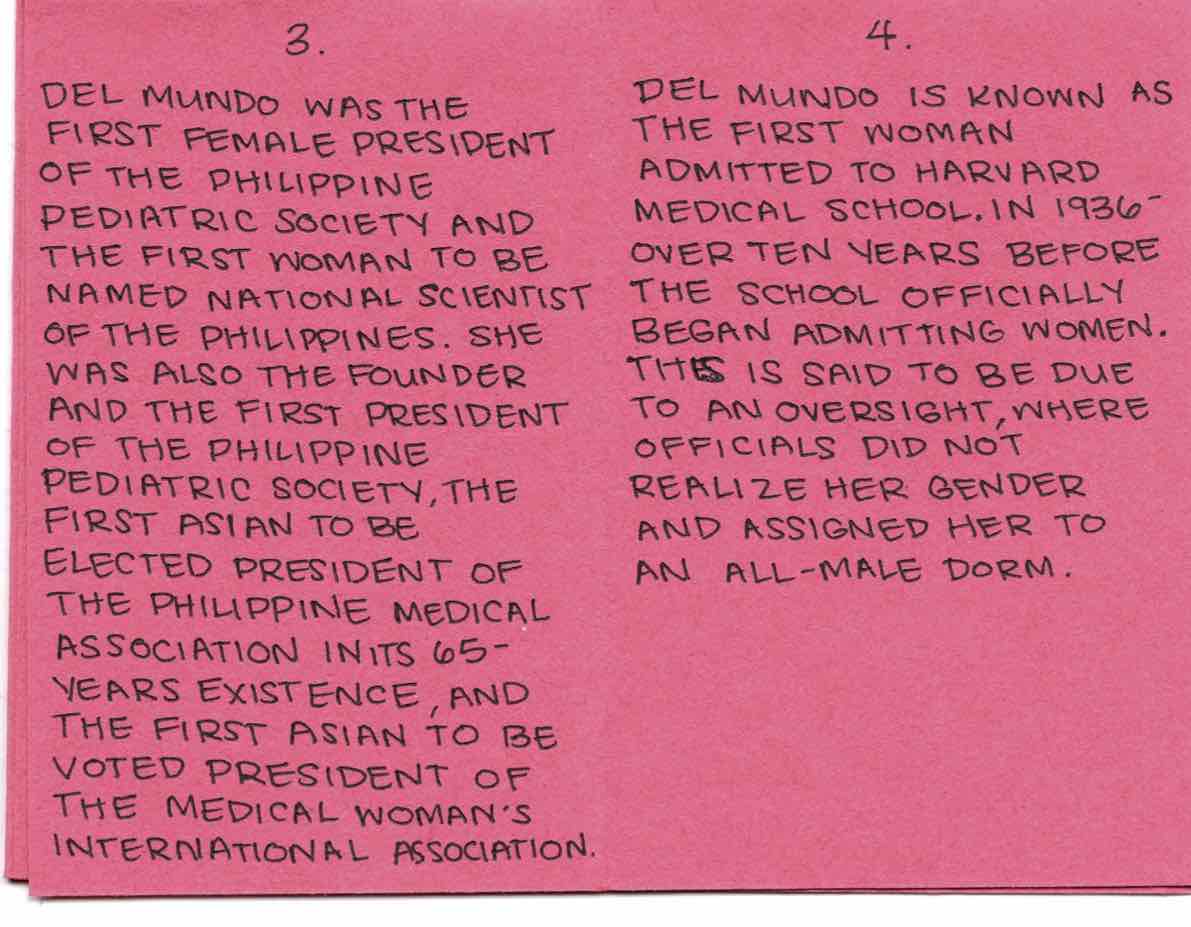 3.
DEL MUNDO WAS THE
FIRST FEMALE PRESIDENT
OF THE PHILIPPINE
PEDIATRIC SOCIETY AND
THE FIRST WOMAN TO BE
NAMED NATIONAL SCIENTIST
OF THE PHILIPPINES. SHE
WAS ALSO THE FOUNDER
AND THE FIRST PRESIDENT
OF THE PHILIPPINE
PEDIATRIC SOCIETY, THE
FIRST ASIAN TO BE
ELECTED PRESIDENT OF
THE PHILIPPINE MEDICAL
ASSOCIATION IN ITS 65-
YEARS EXISTENCE, AND
THE FIRST ASIAN TO BE
VOTED PRESIDENT OF
THE MEDICAL WOMAN'S
INTERNATIONAL ASSOCIATION.
4.
DEL MUNDO IS KNOWN AS
THE FIRST WOMAN
ADMITTED TO HARVARD
MEDICAL SCHOOL. IN 1936-
OVER TEN YEARS BEFORE
THE SCHOOL OFFICIALLY
BEGAN ADMITTING WOMEN.
THIS IS SAID TO BE DUE
TO AN OVERSIGHT, WHERE
OFFICIALS DID NOT
REALIZE HER GENDER
AND ASSIGNED HER TO
AN ALL-MALE DORM.